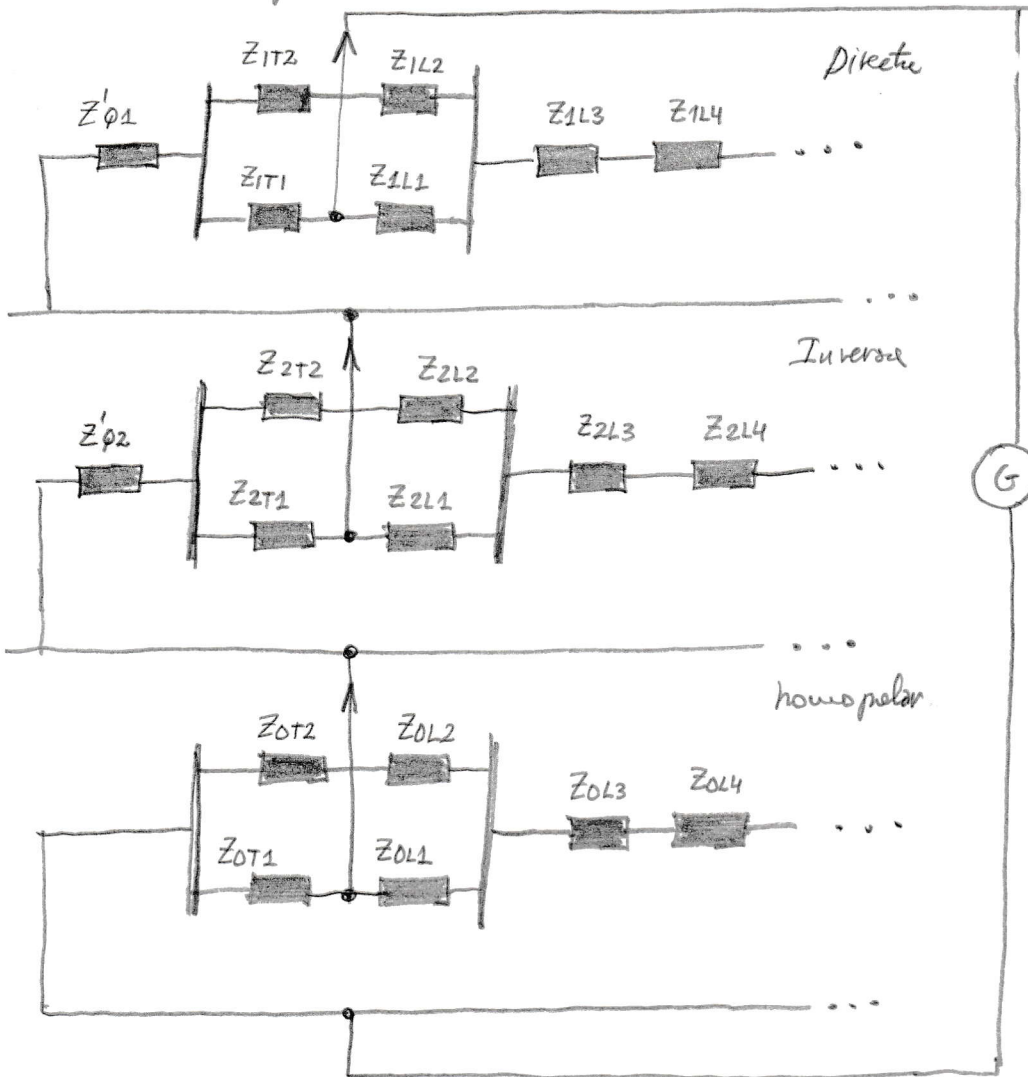 Z1T2 Z1L2 Directa
Z'φ1 Z1L3 Z1L4
Z1T1 Z1L1
Inversa
Z2T2 Z2L2
Z'φ2 Z2L3 Z2L4
Z2T1 Z2L1
G
homopolar
Z0T2 Z0L2
Z0L3 Z0L4
Z0T1 Z0L1